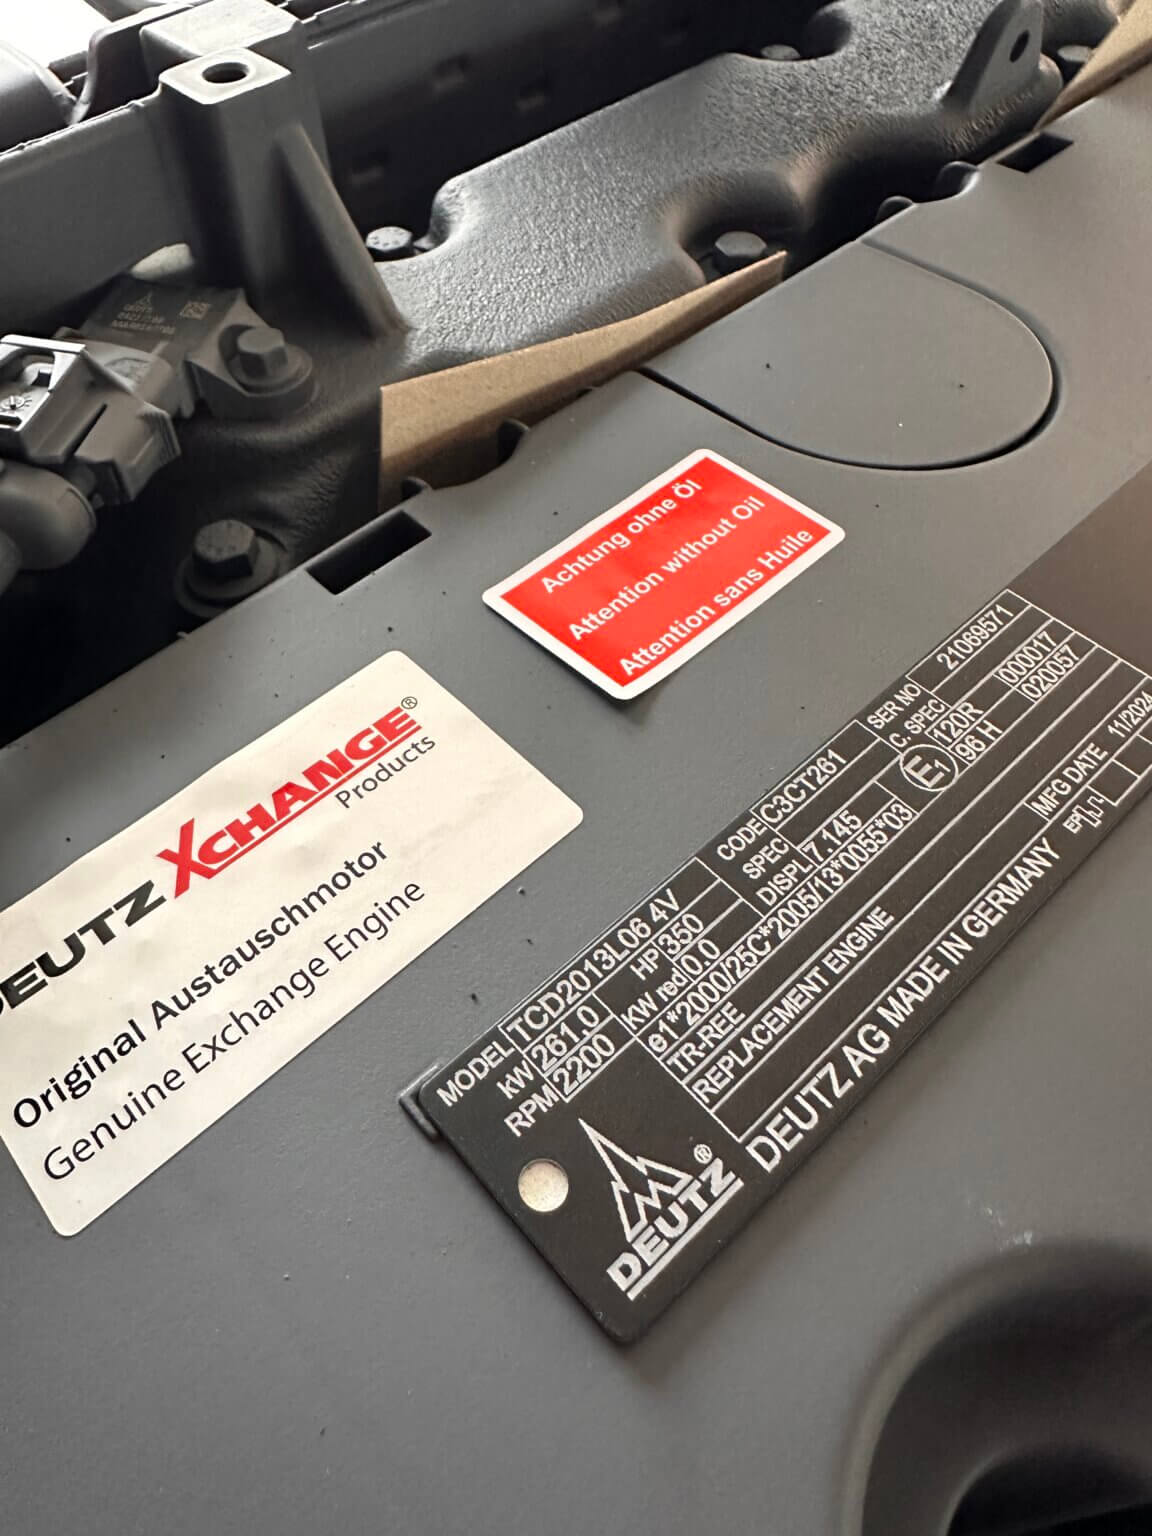 Achtung ohne Öl
Attention without Oil
Attention sans Huile
DEUTZ XCHANGE®
Products
Original Austauschmotor
Genuine Exchange Engine
MODEL TCD2013L06 4V CODE C3CT261 SER NO 21069571
kW 261.0 HP 350 SPEC C. SPEC 000017
RPM 2200 kW red 0.0 DISPL 7.145 E1 120R 020057
e1*2000/25C*2005/13*0055*03 96 H
TR-REE
REPLACEMENT ENGINE MFG DATE 11/2024
DEUTZ AG MADE IN GERMANY EP
DEUTZ®